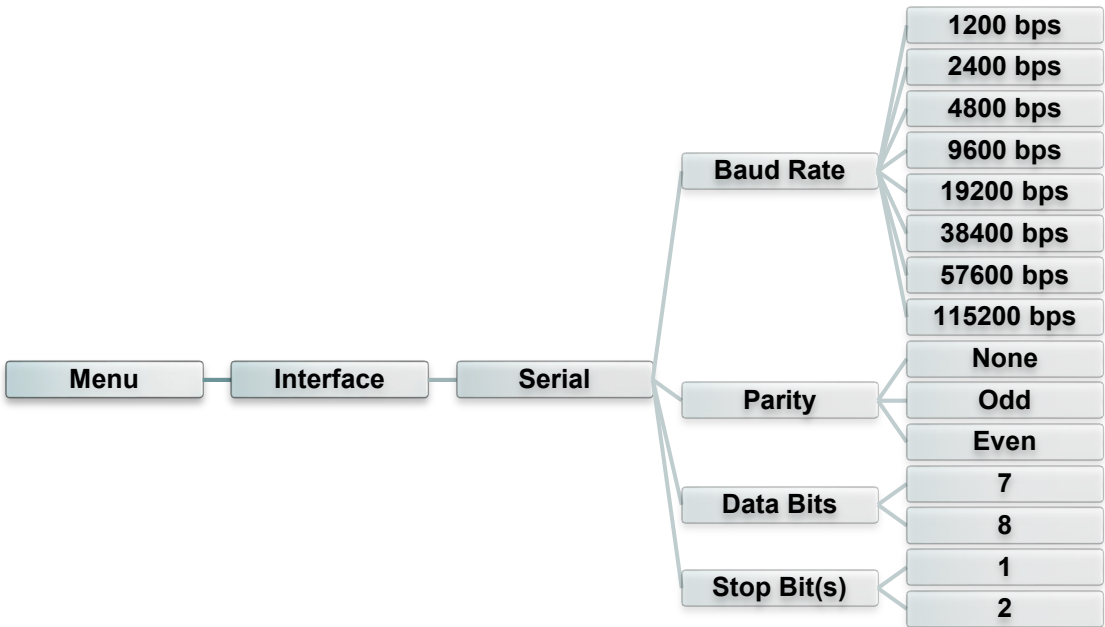 Menu
Interface
Serial
Baud Rate
1200 bps
2400 bps
4800 bps
9600 bps
19200 bps
38400 bps
57600 bps
115200 bps
Parity
None
Odd
Even
Data Bits
7
8
Stop Bit(s)
1
2